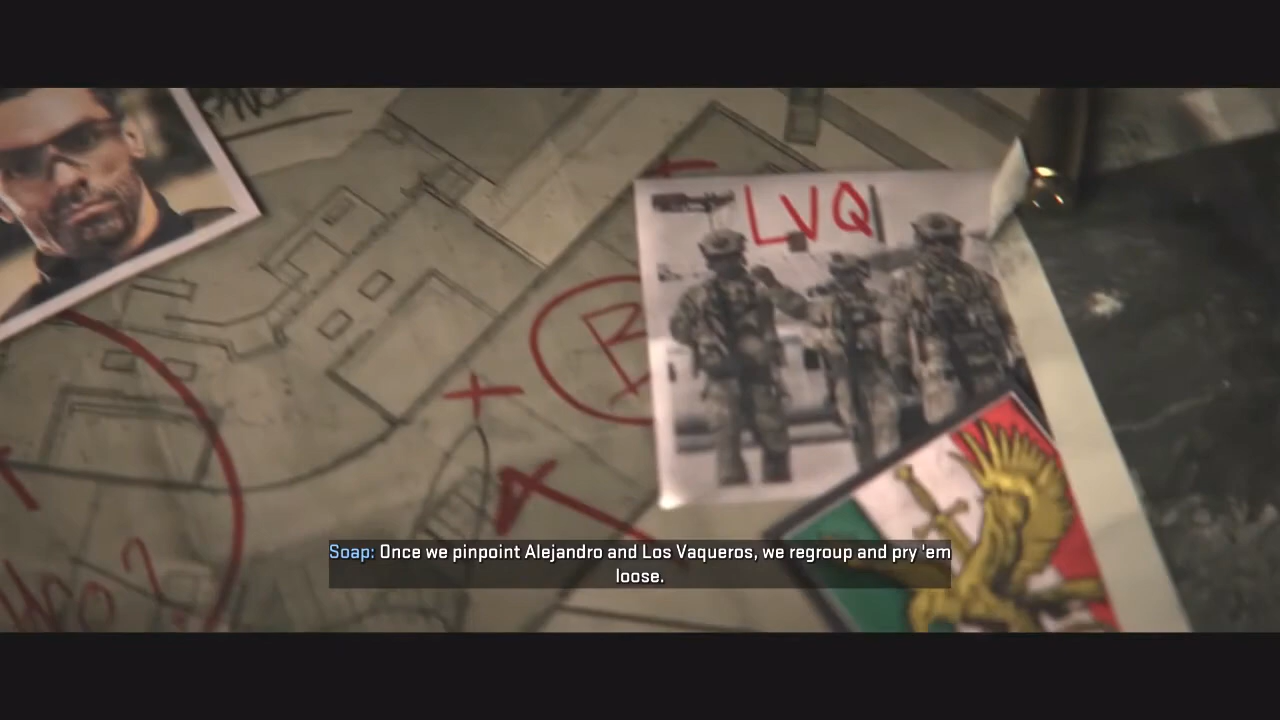 LVQ
B
Soap: Once we pinpoint Alejandro and Los Vaqueros, we regroup and pry 'em
loose.